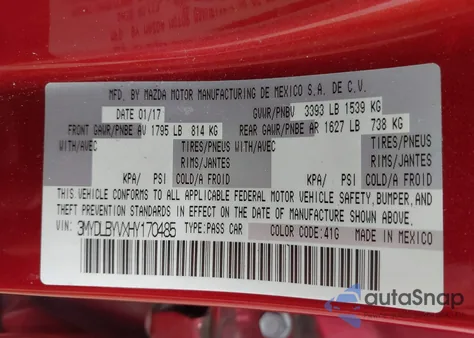 MFD. BY MAZDA MOTOR MANUFACTURING DE MEXICO S.A. DE C.V.
DATE 01/17 GVWR/PNBV 3393 LB 1539 KG
FRONT GAWR/PNBE AV 1795 LB 814 KG REAR GAWR/PNBE AR 1627 LB 738 KG
WITH/AVEC TIRES/PNEUS WITH/AVEC TIRES/PNEUS
RIMS/JANTES RIMS/JANTES
KPA/ PSI COLD/A FROID KPA/ PSI COLD/A FROID
THIS VEHICLE CONFORMS TO ALL APPLICABLE FEDERAL MOTOR VEHICLE SAFETY, BUMPER, AND
THEFT PREVENTION STANDARDS IN EFFECT ON THE DATE OF MANUFACTURE SHOWN ABOVE.
VIN: 3MYDLBYVXHY170485 TYPE:PASS CAR COLOR CODE:41G MADE IN MEXICO
autoSnap